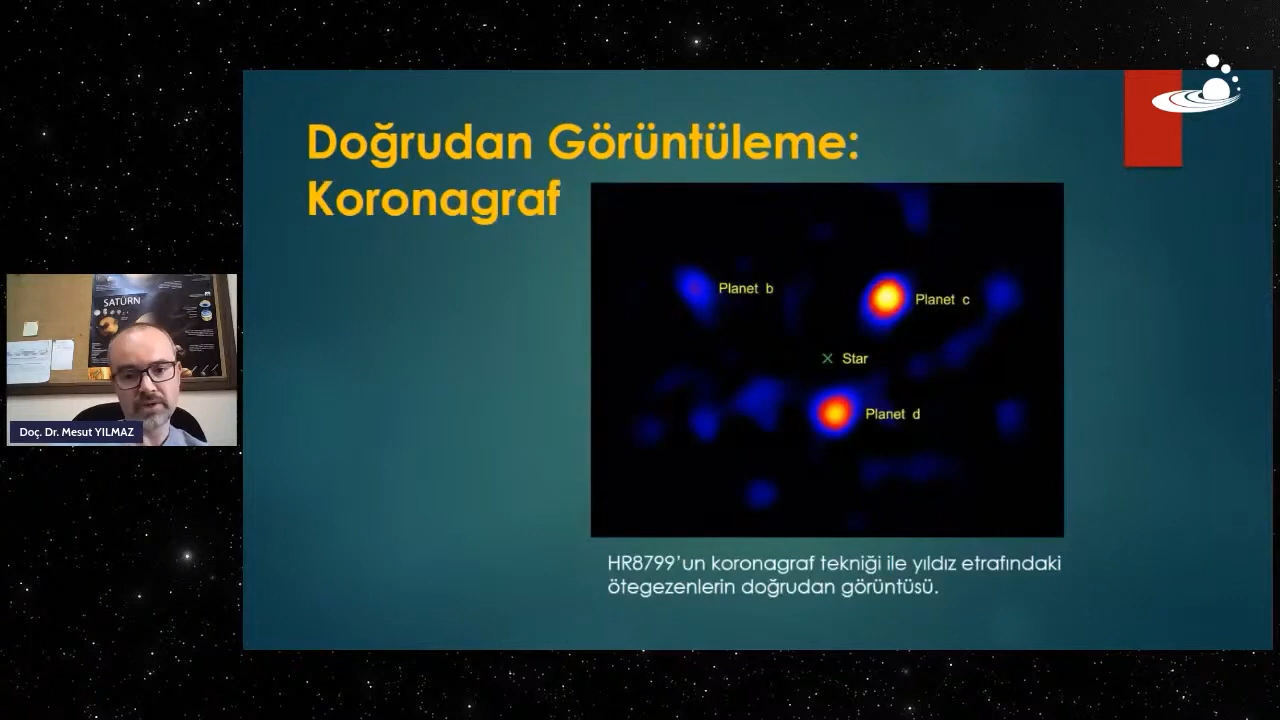 Doğrudan Görüntüleme:
Koronagraf
Planet b
Planet c
Star
Planet d
HR8799’un koronagraf tekniği ile yıldız etrafındaki
ötegezenlerin doğrudan görüntüsü.
SATÜRN
Doç. Dr. Mesut YILMAZ